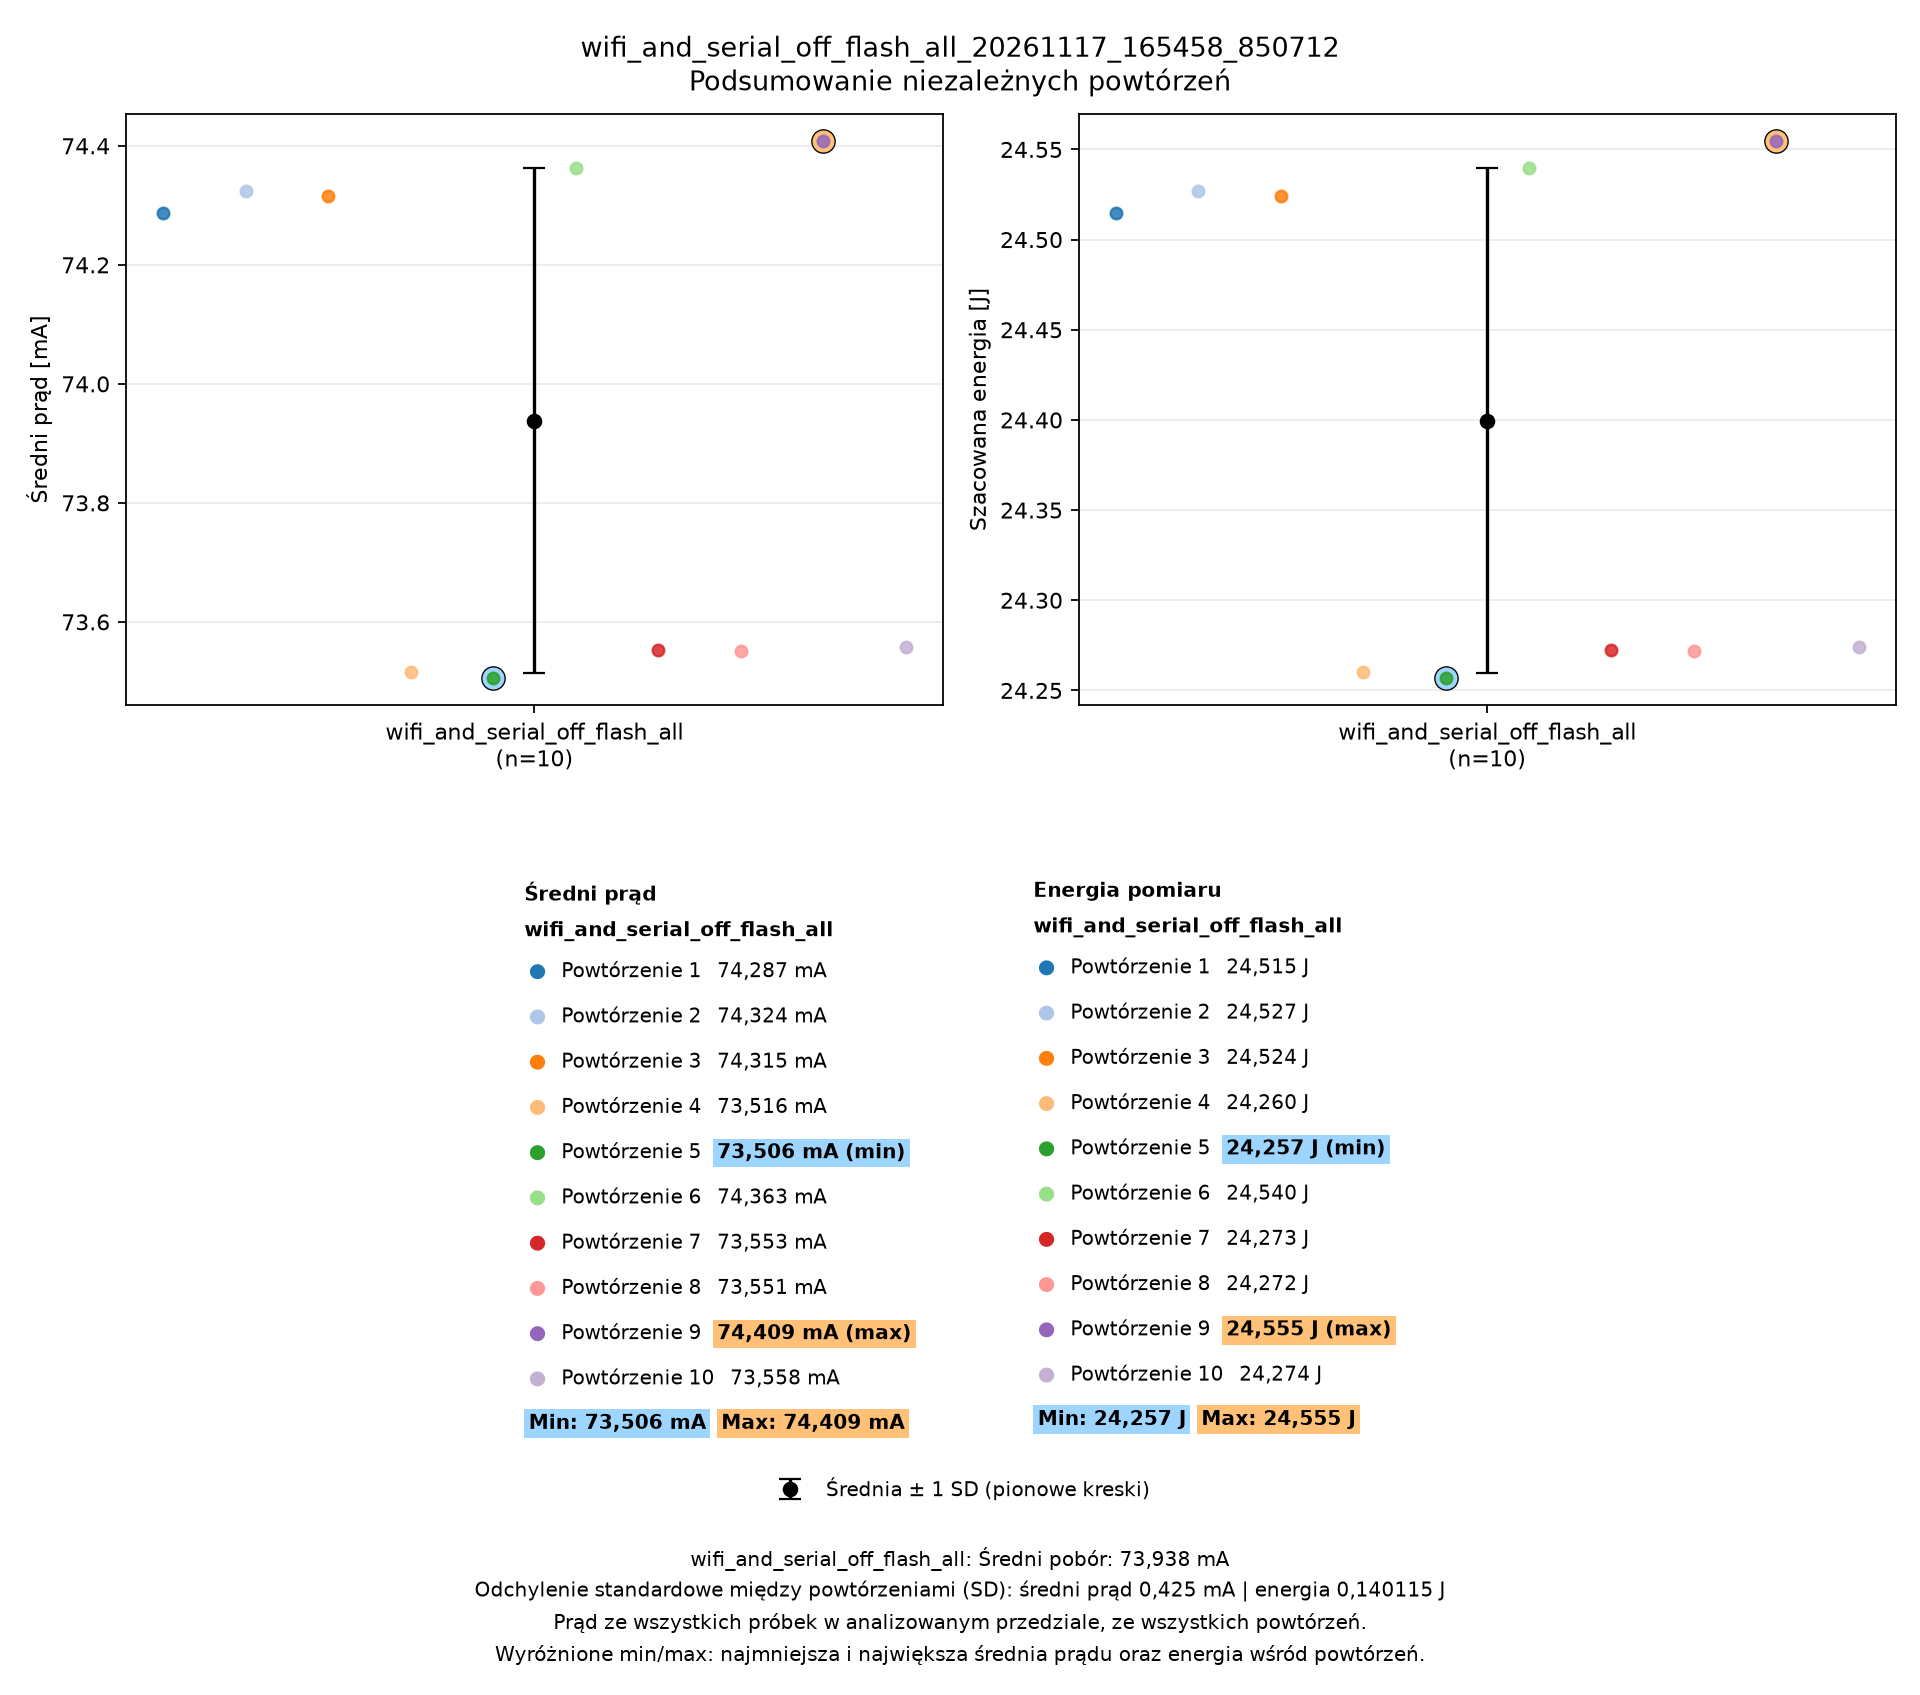 wifi_and_serial_off_flash_all_20261117_165458_850712
Podsumowanie niezależnych powtórzeń
Średni prąd [mA]
74.4
74.2
74.0
73.8
73.6
wifi_and_serial_off_flash_all
(n=10)
Szacowana energia [J]
24.55
24.50
24.45
24.40
24.35
24.30
24.25
wifi_and_serial_off_flash_all
(n=10)
Średni prąd
wifi_and_serial_off_flash_all
Powtórzenie 1 74,287 mA
Powtórzenie 2 74,324 mA
Powtórzenie 3 74,315 mA
Powtórzenie 4 73,516 mA
Powtórzenie 5 73,506 mA (min)
Powtórzenie 6 74,363 mA
Powtórzenie 7 73,553 mA
Powtórzenie 8 73,551 mA
Powtórzenie 9 74,409 mA (max)
Powtórzenie 10 73,558 mA
Min: 73,506 mA Max: 74,409 mA
Energia pomiaru
wifi_and_serial_off_flash_all
Powtórzenie 1 24,515 J
Powtórzenie 2 24,527 J
Powtórzenie 3 24,524 J
Powtórzenie 4 24,260 J
Powtórzenie 5 24,257 J (min)
Powtórzenie 6 24,540 J
Powtórzenie 7 24,273 J
Powtórzenie 8 24,272 J
Powtórzenie 9 24,555 J (max)
Powtórzenie 10 24,274 J
Min: 24,257 J Max: 24,555 J
Średnia ± 1 SD (pionowe kreski)
wifi_and_serial_off_flash_all: Średni pobór: 73,938 mA
Odchylenie standardowe między powtórzeniami (SD): średni prąd 0,425 mA | energia 0,140115 J
Prąd ze wszystkich próbek w analizowanym przedziale, ze wszystkich powtórzeń.
Wyróżnione min/max: najmniejsza i największa średnia prądu oraz energia wśród powtórzeń.